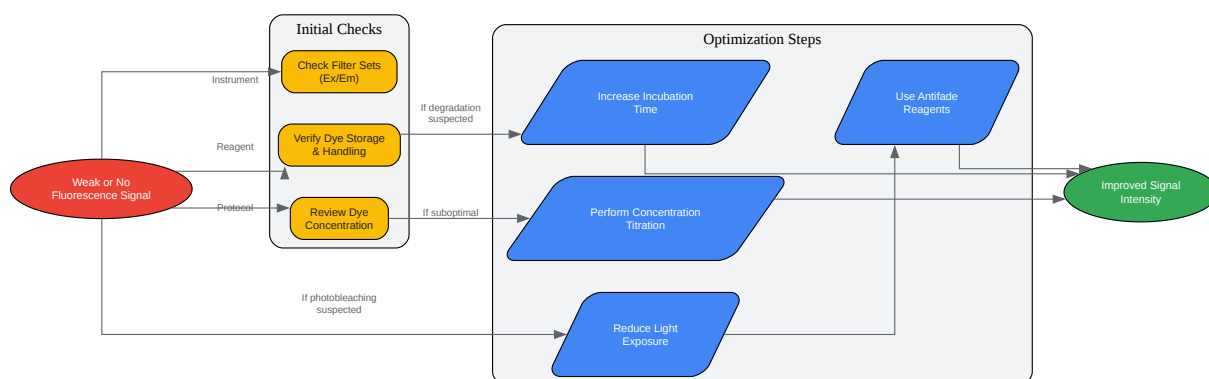 Initial Checks
Optimization Steps
Check Filter Sets
(Ex/Em)
Instrument
Increase Incubation
Time
Use Antifade
Reagents
If degradation
suspected
Verify Dye Storage
& Handling
Reagent
Weak or No
Fluorescence Signal
Improved Signal
Intensity
Protocol
Review Dye
Concentration
If suboptimal
Perform Concentration
Titration
If photobleaching
suspected
Reduce Light
Exposure